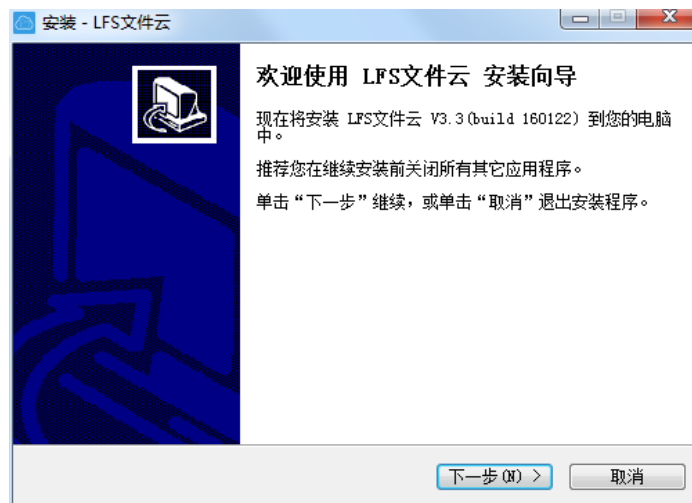 安装 - LFS文件云
欢迎使用 LFS文件云 安装向导
现在将安装 LFS文件云 V3.3(build 160122) 到您的电脑
中。
推荐您在继续安装前关闭所有其它应用程序。
单击“下一步”继续，或单击“取消”退出安装程序。
下一步(N) >
取消